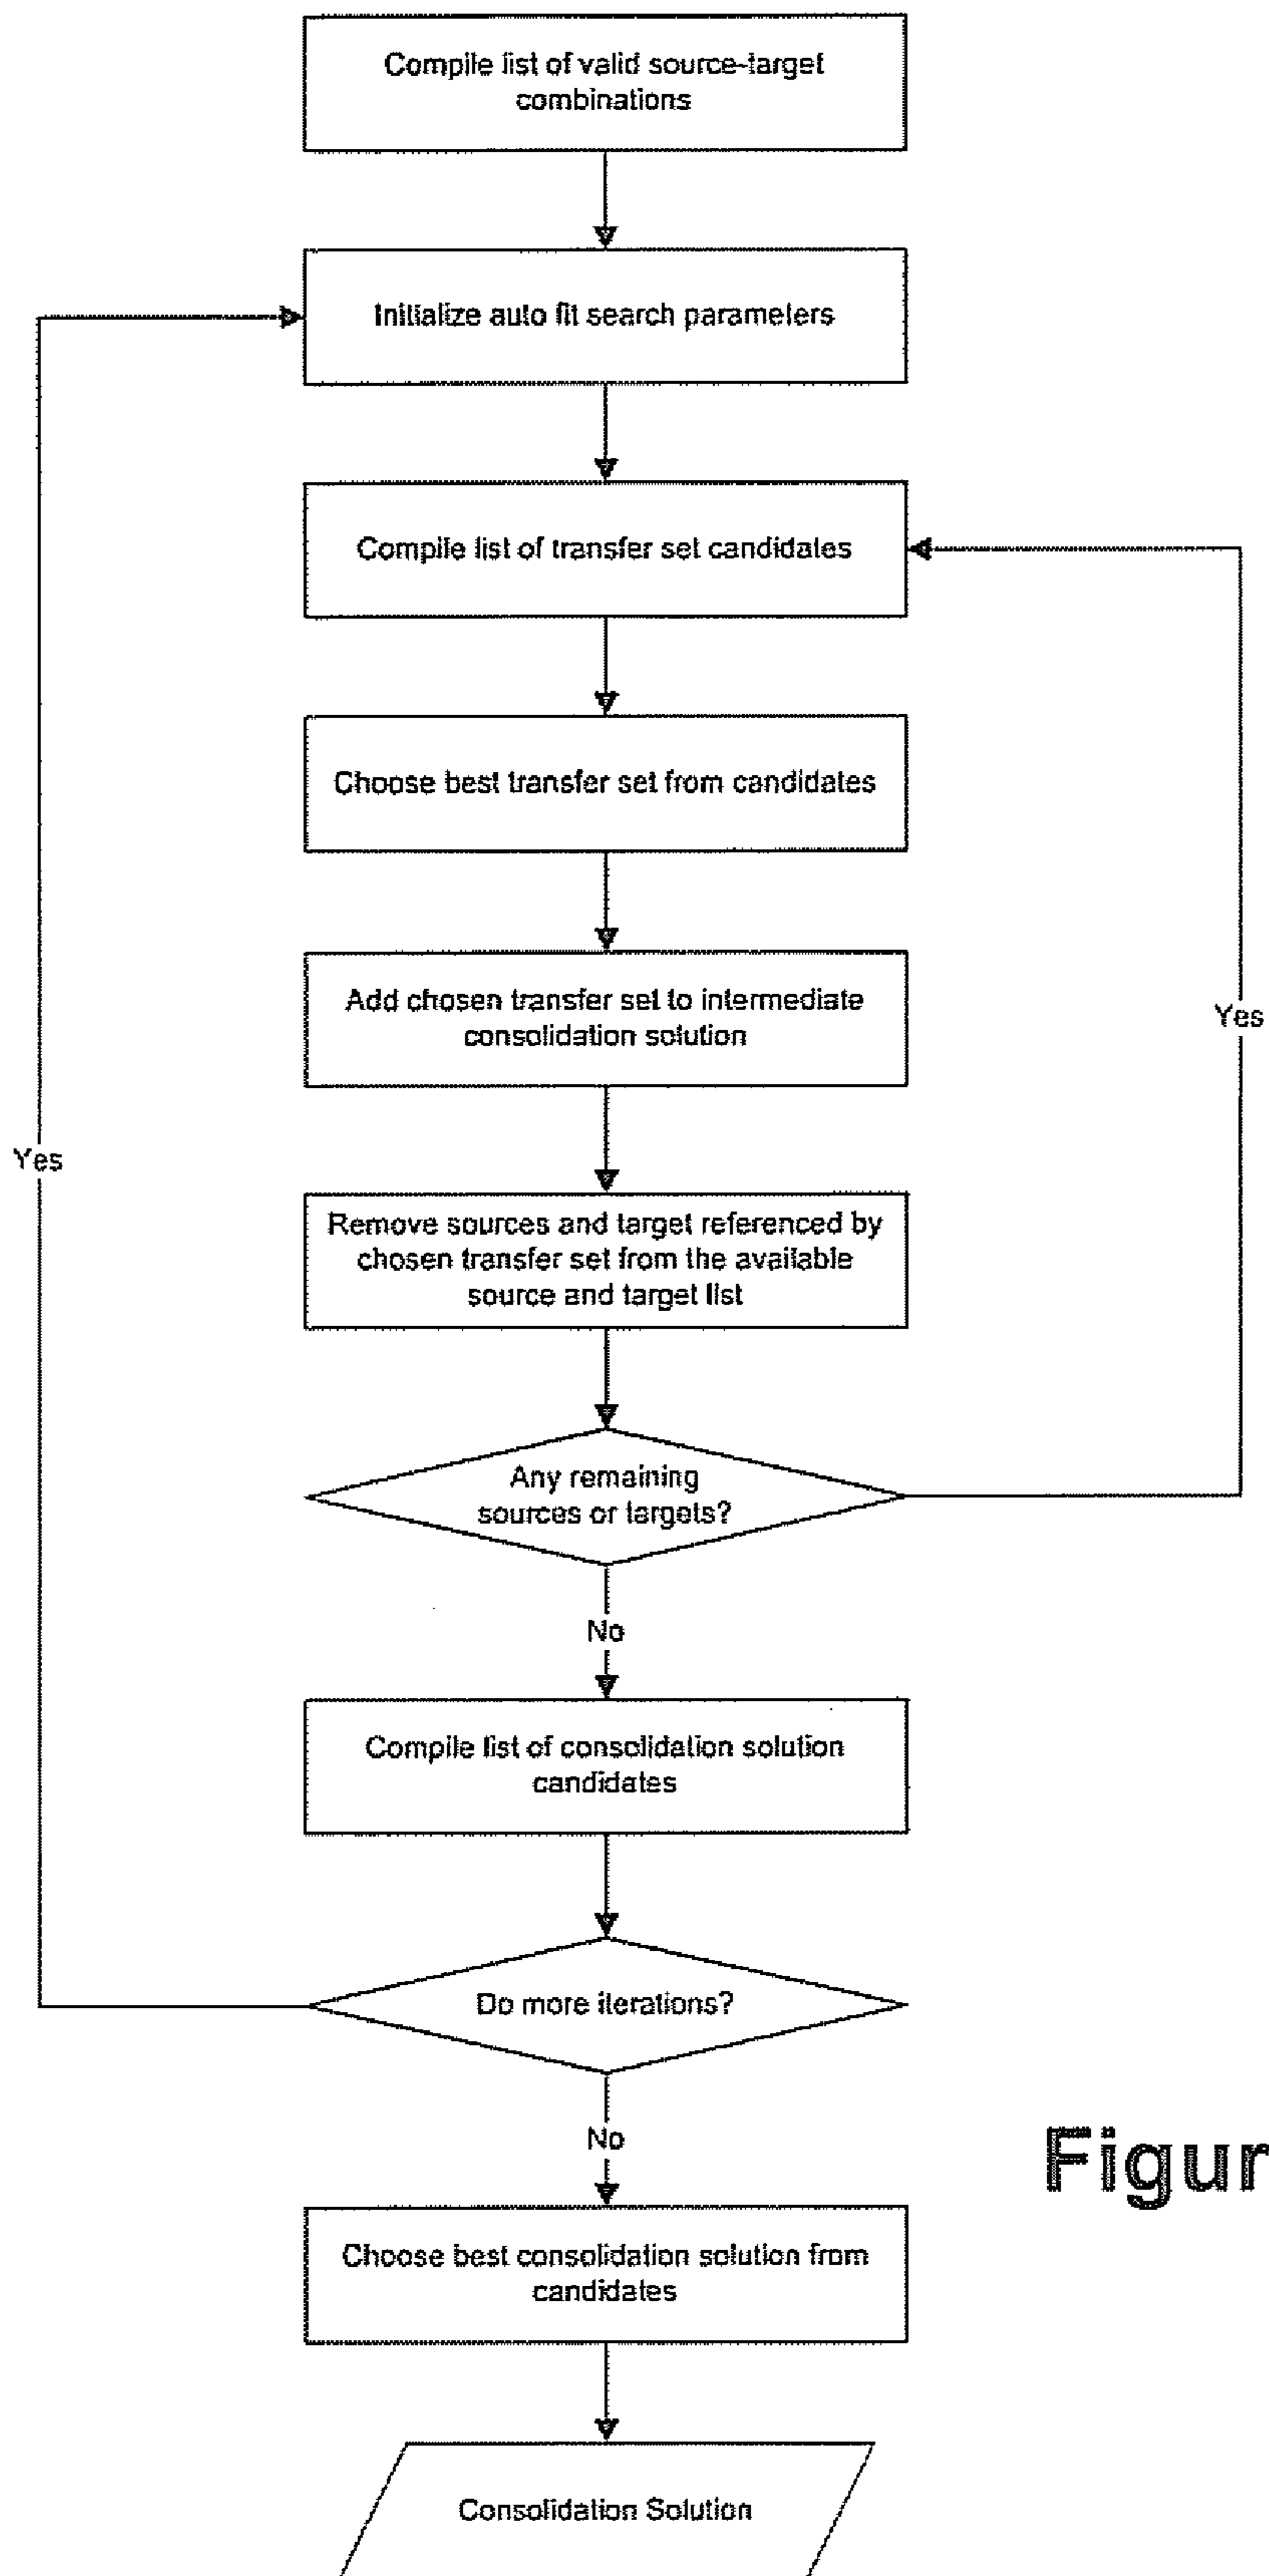 Compile list of valid source-target
combinations
Initialize auto fit search parameters
Compile list of transfer set candidates
Choose best transfer set from candidates
Add chosen transfer set to intermediate
consolidation solution
Yes
Yes
Remove sources and target referenced by
chosen transfer set from the available
source and target list
Any remaining
sources or targets?
No
Compile list of consolidation solution
candidates
Do more iterations?
No
Figur
Choose best consolidation solution from
candidates
Consolidation Solution